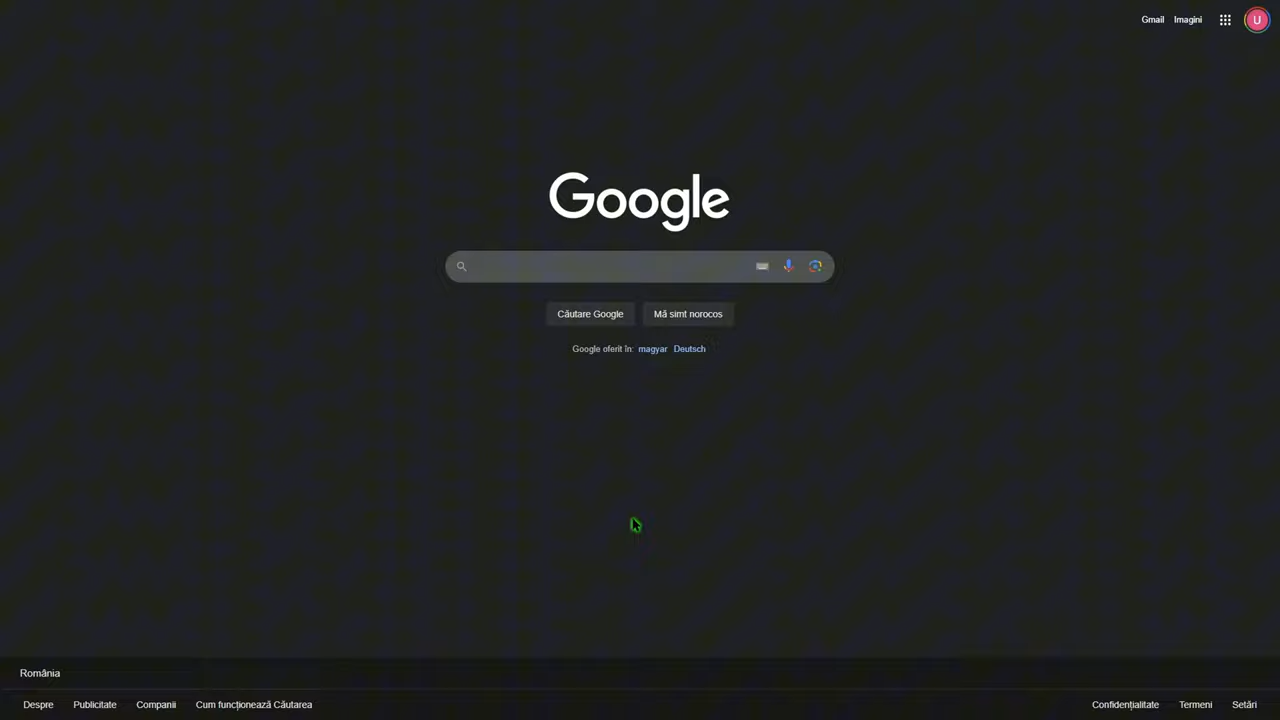 Gmail Imagini
U
Google
Căutare Google Mă simt norocos
Google oferit în: magyar Deutsch
România
Despre Publicitate Companii Cum funcționează Căutarea Confidențialitate Termeni Setări